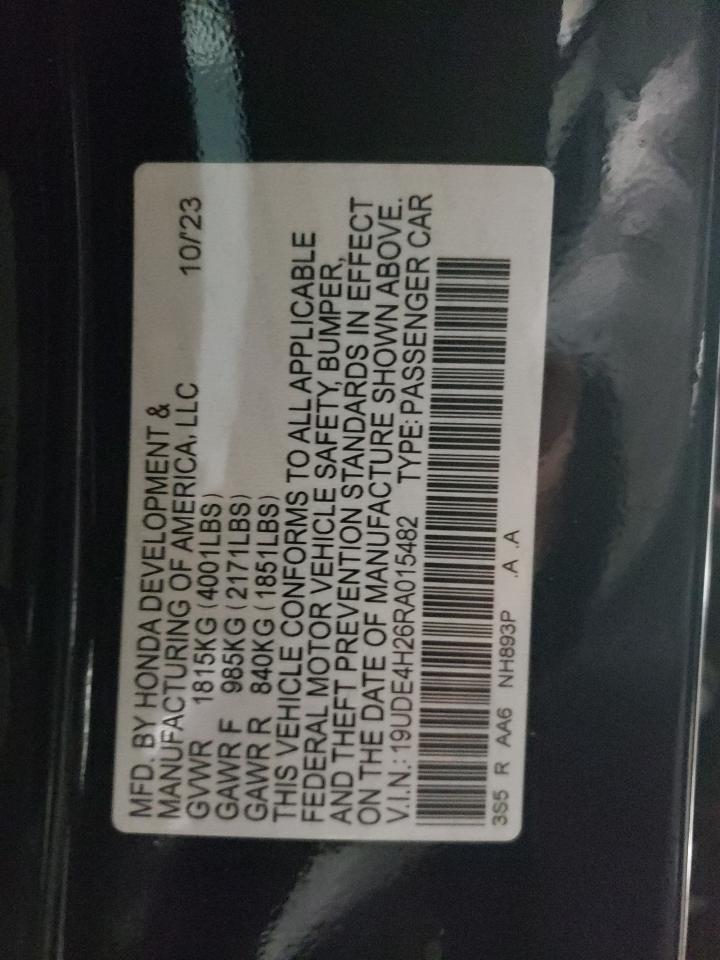 MFD. BY HONDA DEVELOPMENT &
MANUFACTURING OF AMERICA, LLC 10/'23
GVWR 1815KG (4001LBS)
GAWR F 985KG (2171LBS)
GAWR R 840KG (1851LBS)
THIS VEHICLE CONFORMS TO ALL APPLICABLE
FEDERAL MOTOR VEHICLE SAFETY, BUMPER,
AND THEFT PREVENTION STANDARDS IN EFFECT
ON THE DATE OF MANUFACTURE SHOWN ABOVE.
V.I.N.: 19UDE4H26RA015482 TYPE: PASSENGER CAR
3S5 R AA6 NH893P .A .A